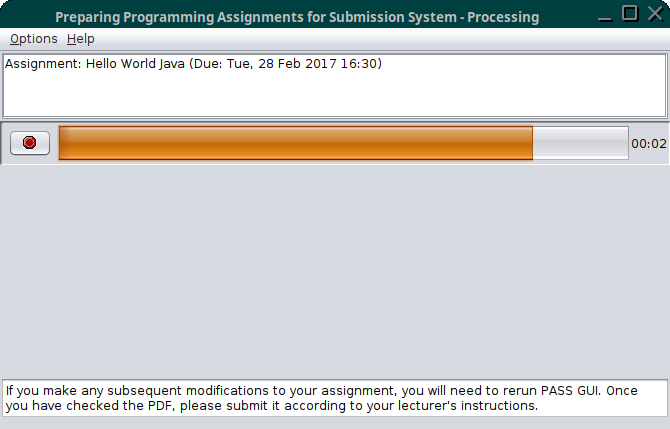 Preparing Programming Assignments for Submission System - Processing
Options Help
Assignment: Hello World Java (Due: Tue, 28 Feb 2017 16:30)
00:02
If you make any subsequent modifications to your assignment, you will need to rerun PASS GUI. Once
you have checked the PDF, please submit it according to your lecturer's instructions.